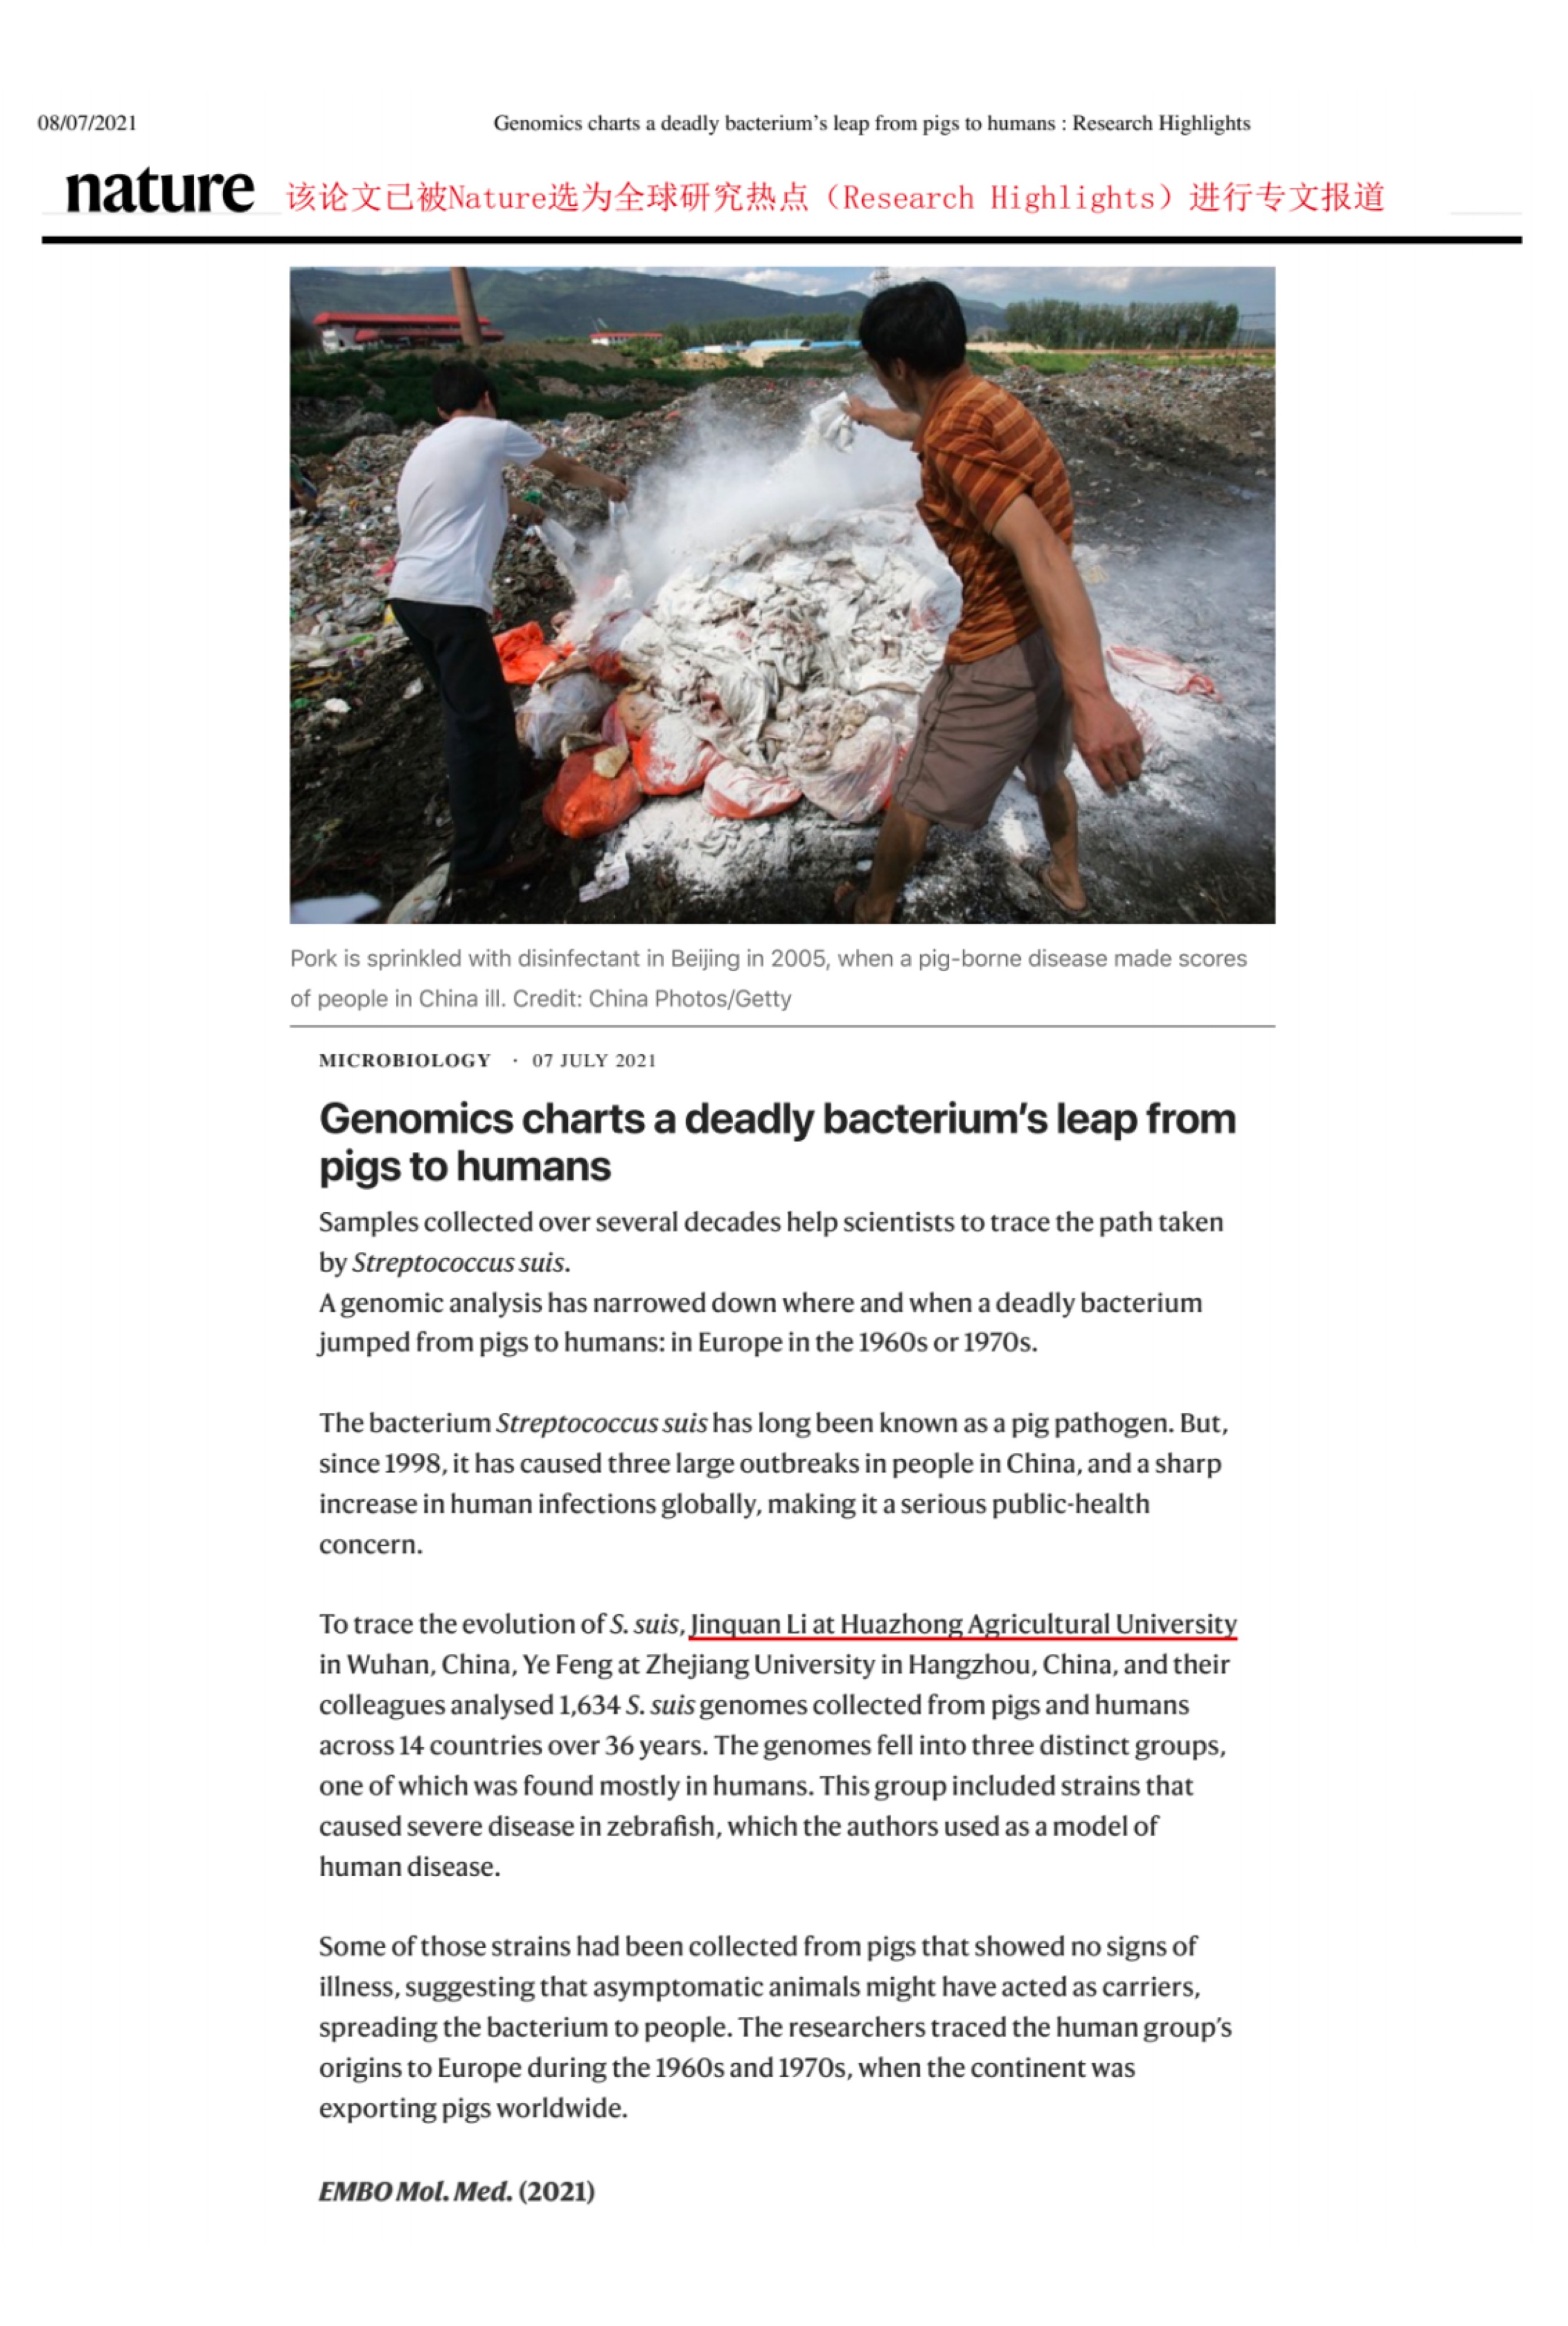 08/07/2021
Genomics charts a deadly bacterium's leap from pigs to humans : Research Highlights
nature
该论文已被Nature选为全球研究热点（Research Highlights）进行专文报道
Pork is sprinkled with disinfectant in Beijing in 2005, when a pig-borne disease made scores
of people in China ill. Credit: China Photos/Getty
MICROBIOLOGY · 07 JULY 2021
Genomics charts a deadly bacterium's leap from
pigs to humans
Samples collected over several decades help scientists to trace the path taken
by Streptococcus suis.
A genomic analysis has narrowed down where and when a deadly bacterium
jumped from pigs to humans: in Europe in the 1960s or 1970s.
The bacterium Streptococcus suis has long been known as a pig pathogen. But,
since 1998, it has caused three large outbreaks in people in China, and a sharp
increase in human infections globally, making it a serious public-health
concern.
To trace the evolution of S. suis, Jinquan Li at Huazhong Agricultural University
in Wuhan, China, Ye Feng at Zhejiang University in Hangzhou, China, and their
colleagues analysed 1,634 S. suis genomes collected from pigs and humans
across 14 countries over 36 years. The genomes fell into three distinct groups,
one of which was found mostly in humans. This group included strains that
caused severe disease in zebrafish, which the authors used as a model of
human disease.
Some of those strains had been collected from pigs that showed no signs of
illness, suggesting that asymptomatic animals might have acted as carriers,
spreading the bacterium to people. The researchers traced the human group's
origins to Europe during the 1960s and 1970s, when the continent was
exporting pigs worldwide.
EMBO Mol. Med. (2021)